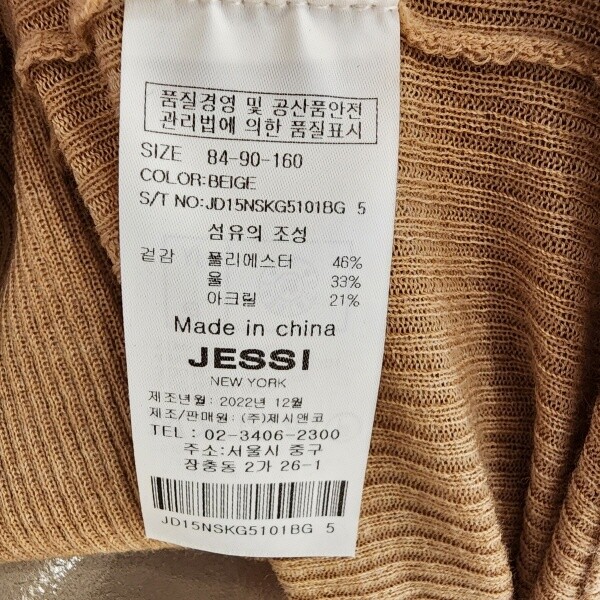 품질경영 및 공산품안전
관리법에 의한 품질표시
SIZE 84-90-160
COLOR:BEIGE
S/T NO:JD15NSKG5101BG 5
섬유의 조성
겉감 폴리에스터 46%
울 33%
아크릴 21%
Made in china
JESSI
NEW YORK
제조년월: 2022년 12월
제조/판매원: (주)제시앤코
TEL : 02-3406-2300
주소:서울시 중구
장충동 2가 26-1
JD15NSKG5101BG 5